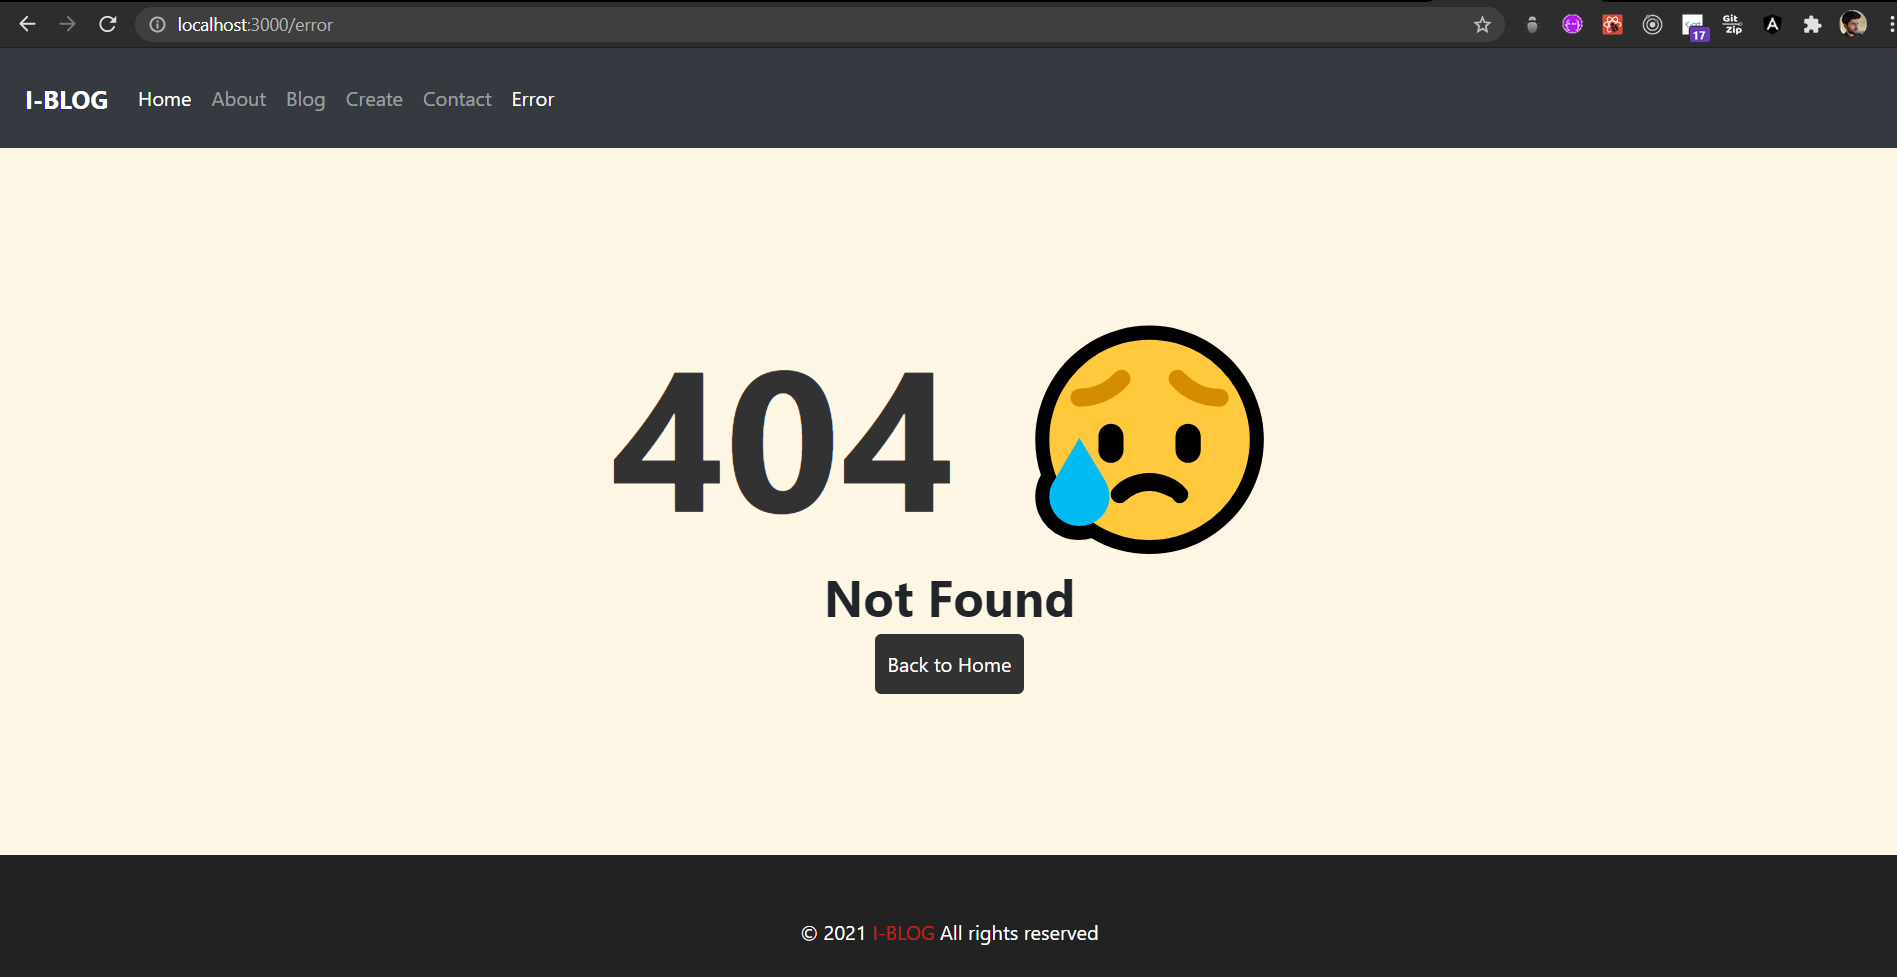 localhost:3000/error
17
Git
Zip
I-BLOG Home About Blog Create Contact Error
404
Not Found
Back to Home
© 2021 I-BLOG All rights reserved